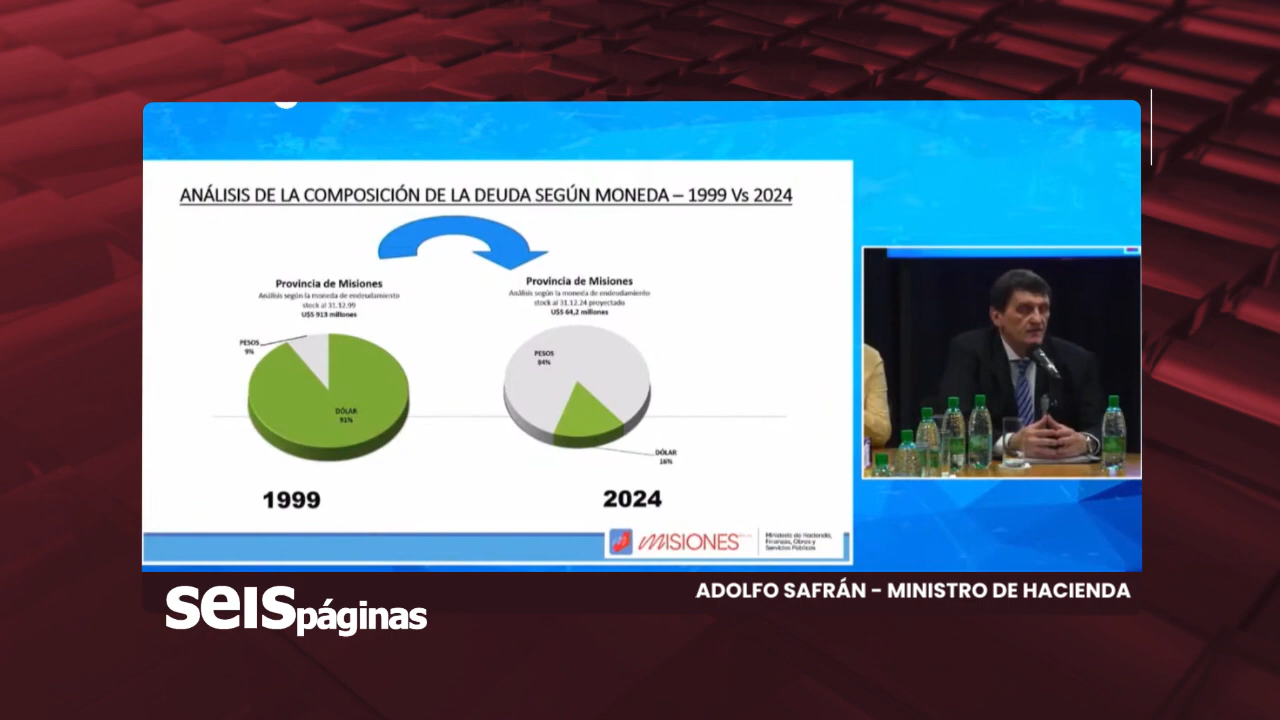 ANÁLISIS DE LA COMPOSICIÓN DE LA DEUDA SEGÚN MONEDA – 1999 Vs 2024
Provincia de Misiones
Análisis según la moneda de endeudamiento
stock al 31.12.99
U$S 913 millones
PESOS
9%
DÓLAR
91%
1999
Provincia de Misiones
Análisis según la moneda de endeudamiento
stock al 31.12.24 proyectado
U$S 64,2 millones
PESOS
84%
DÓLAR
16%
2024
MISIONES
Ministerio de Hacienda,
Finanzas, Obras y
Servicios Públicos
ADOLFO SAFRÁN - MINISTRO DE HACIENDA
seis páginas